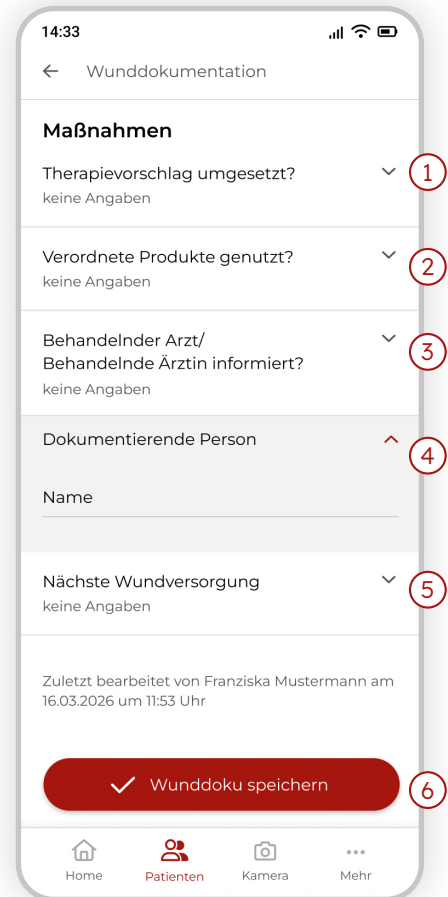 14:33
Wunddokumentation
Maßnahmen
Therapievorschlag umgesetzt?
keine Angaben
1
Verordnete Produkte genutzt?
keine Angaben
2
Behandelnder Arzt/
Behandelnde Ärztin informiert?
keine Angaben
3
Dokumentierende Person
4
Name
Nächste Wundversorgung
keine Angaben
5
Zuletzt bearbeitet von Franziska Mustermann am
16.03.2026 um 11:53 Uhr
Wunddoku speichern
6
Home Patienten Kamera Mehr